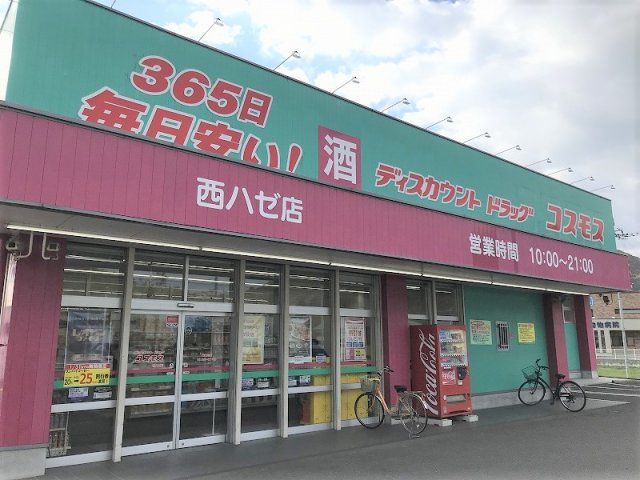 365日
毎日安い!
酒
ディスカウント ドラッグ コスモス
西ハゼ店
営業時間 10:00~21:00
Coca-Cola
25